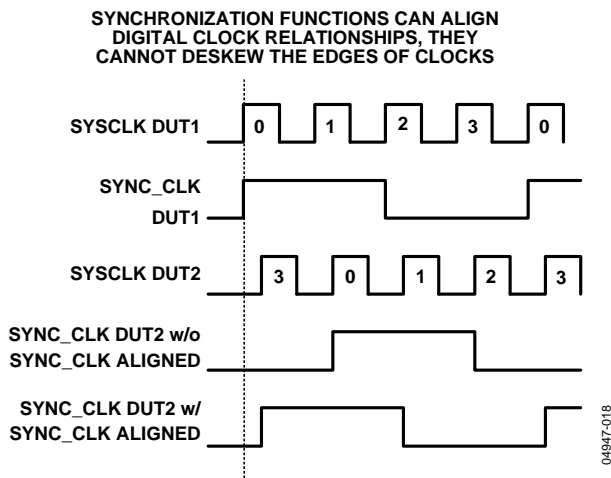 SYNCHRONIZATION FUNCTIONS CAN ALIGN
DIGITAL CLOCK RELATIONSHIPS, THEY
CANNOT DESKEW THE EDGES OF CLOCKS
SYSCLK DUT1
0 1 2 3 0
SYNC_CLK
DUT1
SYSCLK DUT2
3 0 1 2 3
SYNC_CLK DUT2 w/o
SYNC_CLK ALIGNED
SYNC_CLK DUT2 w/
SYNC_CLK ALIGNED
04947-018